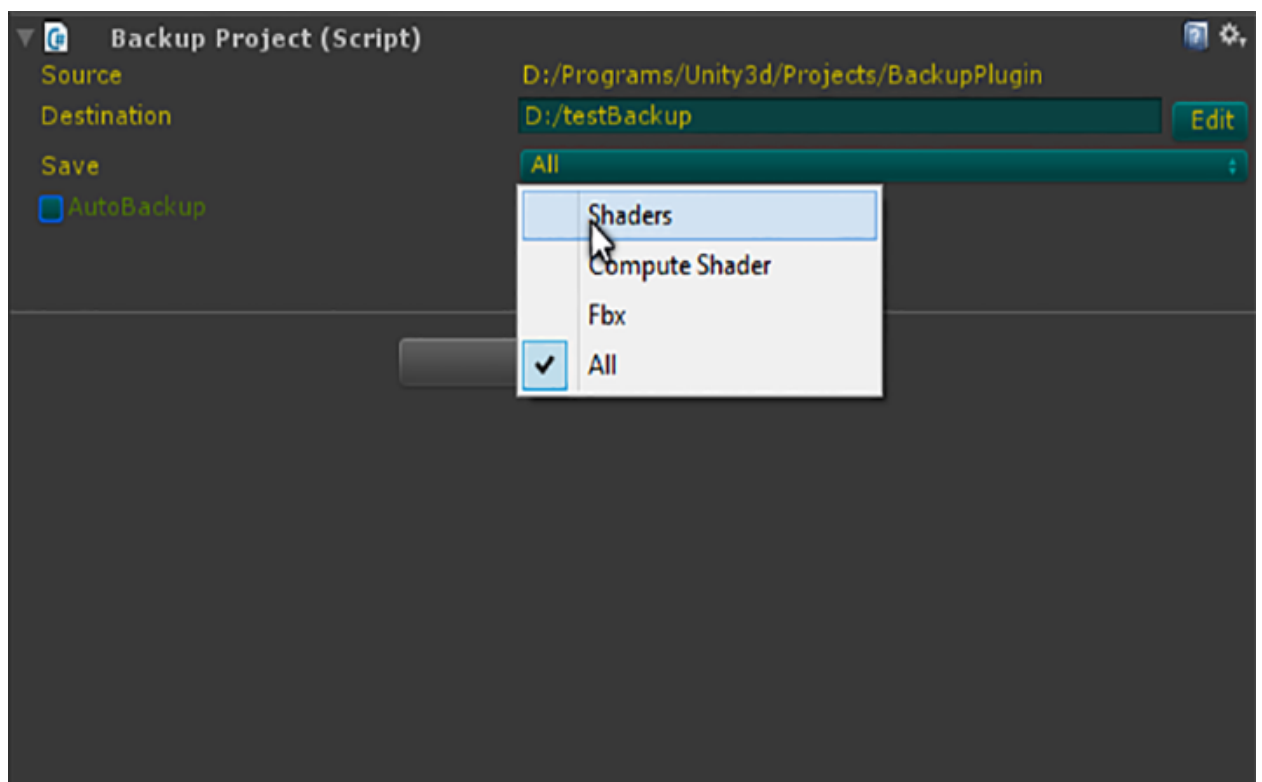 Backup Project (Script)
Source D:/Programs/Unity3d/Projects/BackupPlugin
Destination D:/testBackup Edit
Save All
AutoBackup
Shaders
Compute Shader
Fbx
All